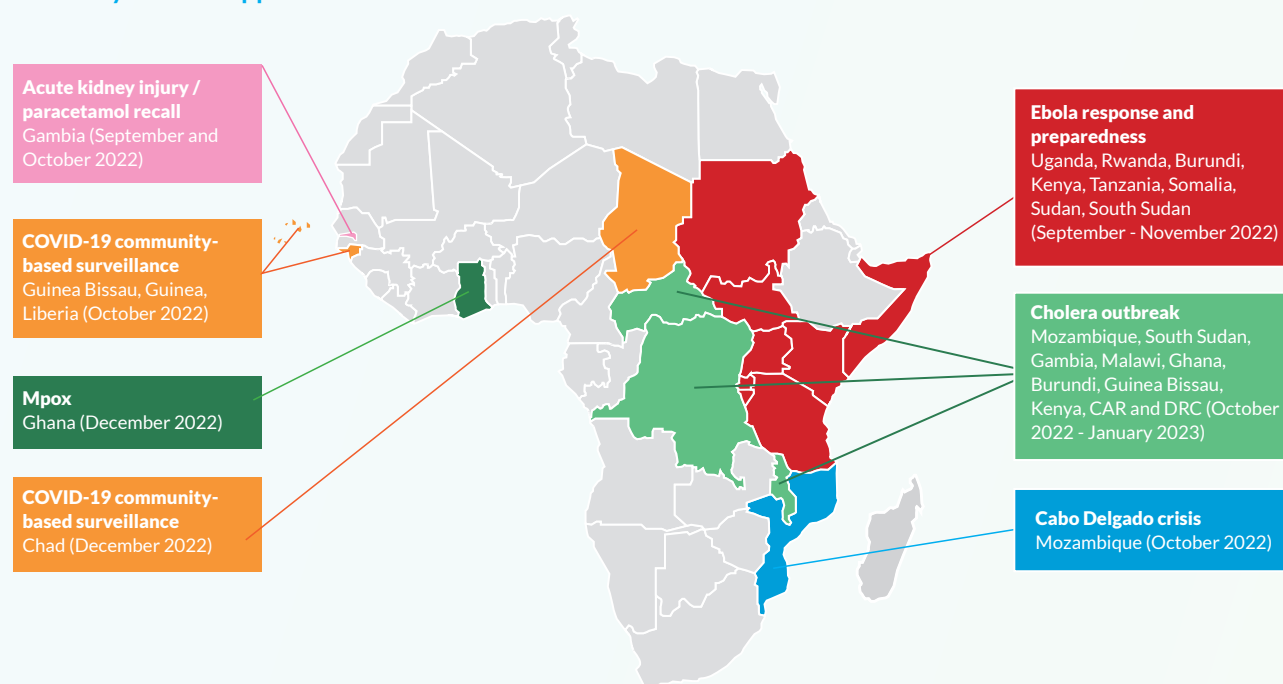 Acute kidney injury /
paracetamol recall
Gambia (September and
October 2022)
COVID-19 community-
based surveillance
Guinea Bissau, Guinea,
Liberia (October 2022)
Mpox
Ghana (December 2022)
COVID-19 community-
based surveillance
Chad (December 2022)
Ebola response and
preparedness
Uganda, Rwanda, Burundi,
Kenya, Tanzania, Somalia,
Sudan, South Sudan
(September - November 2022)
Cholera outbreak
Mozambique, South Sudan,
Gambia, Malawi, Ghana,
Burundi, Guinea Bissau,
Kenya, CAR and DRC (October
2022 - January 2023)
Cabo Delgado crisis
Mozambique (October 2022)